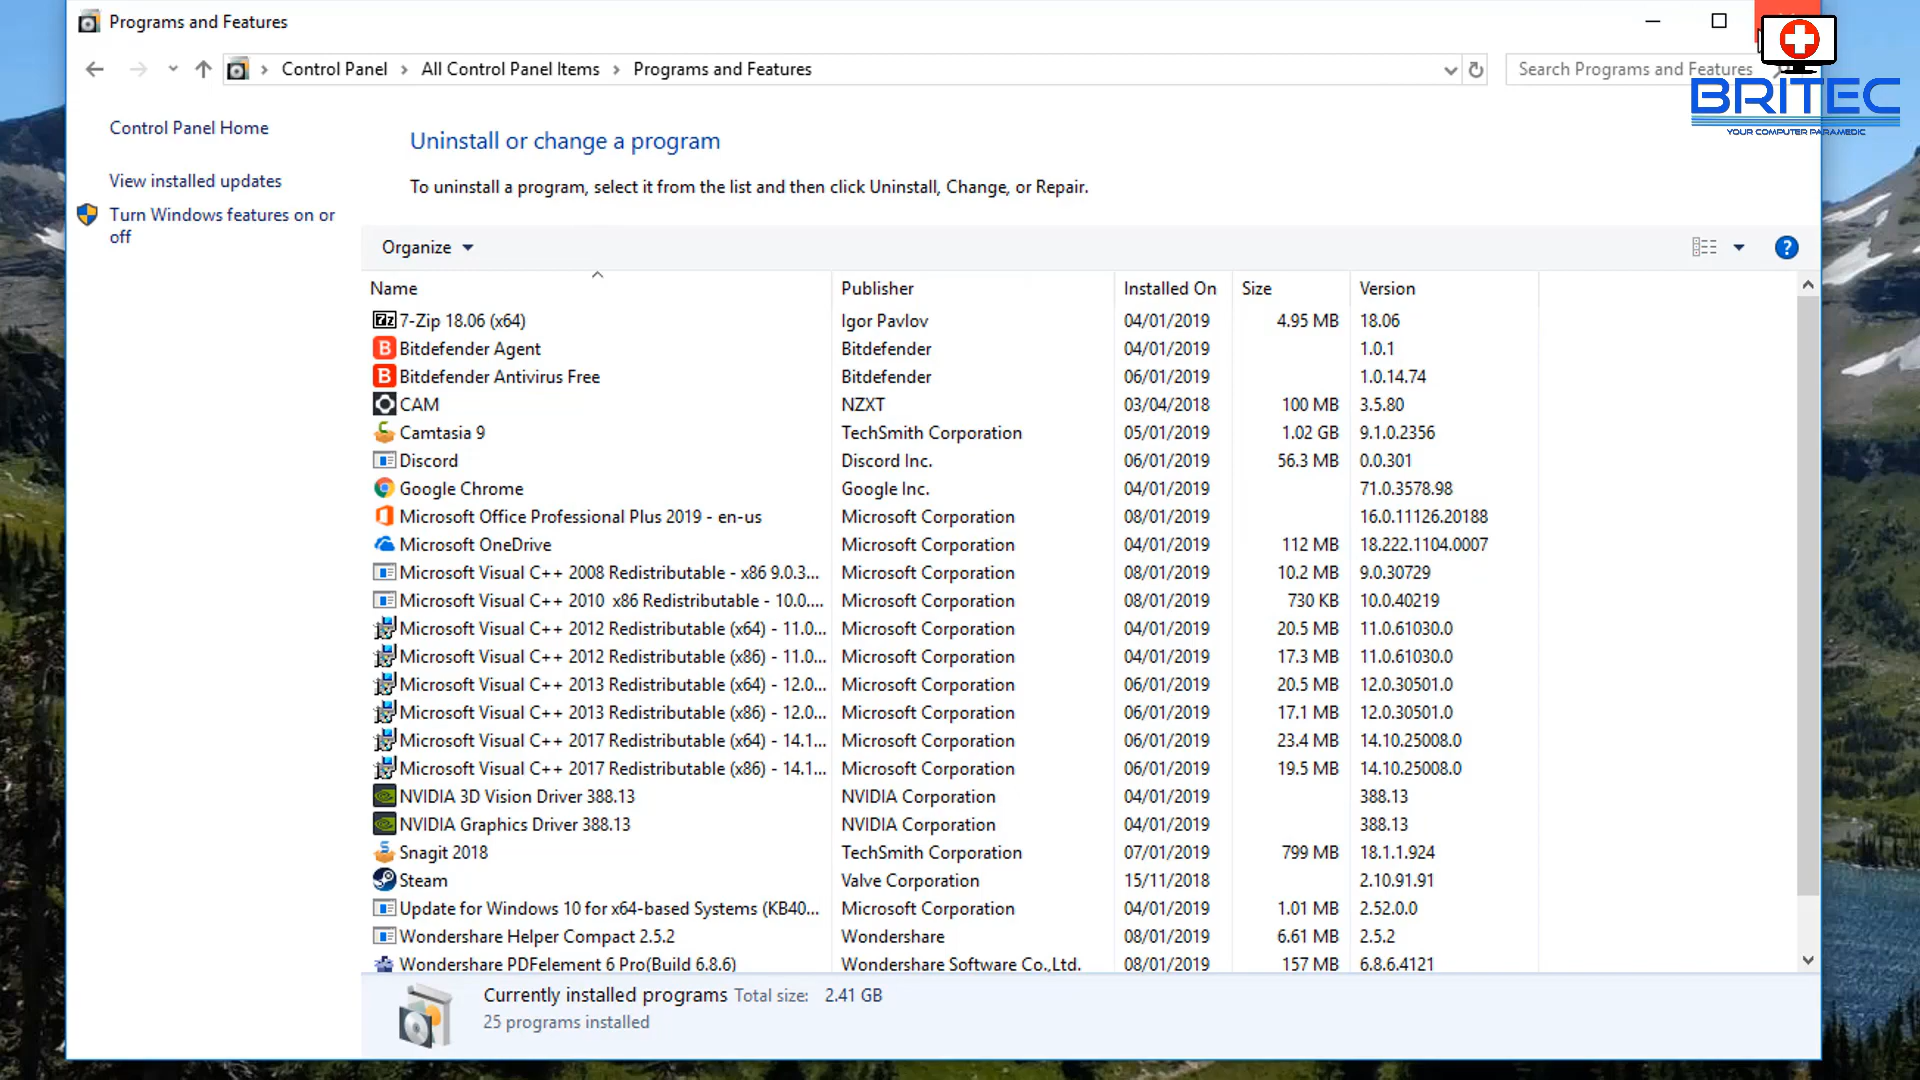 Programs and Features
Control Panel > All Control Panel Items > Programs and Features
Search Programs and Features
BRITEC
YOUR COMPUTER PARAMEDIC
Control Panel Home
View installed updates
Turn Windows features on or
off
Uninstall or change a program
To uninstall a program, select it from the list and then click Uninstall, Change, or Repair.
Organize
Name Publisher Installed On Size Version
7-Zip 18.06 (x64) Igor Pavlov 04/01/2019 4.95 MB 18.06
Bitdefender Agent Bitdefender 04/01/2019 1.0.1
Bitdefender Antivirus Free Bitdefender 06/01/2019 1.0.14.74
CAM NZXT 03/04/2018 100 MB 3.5.80
Camtasia 9 TechSmith Corporation 05/01/2019 1.02 GB 9.1.0.2356
Discord Discord Inc. 06/01/2019 56.3 MB 0.0.301
Google Chrome Google Inc. 04/01/2019 71.0.3578.98
Microsoft Office Professional Plus 2019 - en-us Microsoft Corporation 08/01/2019 16.0.11126.20188
Microsoft OneDrive Microsoft Corporation 04/01/2019 112 MB 18.222.1104.0007
Microsoft Visual C++ 2008 Redistributable - x86 9.0.3... Microsoft Corporation 08/01/2019 10.2 MB 9.0.30729
Microsoft Visual C++ 2010  x86 Redistributable - 10.0.... Microsoft Corporation 08/01/2019 730 KB 10.0.40219
Microsoft Visual C++ 2012 Redistributable (x64) - 11.0... Microsoft Corporation 04/01/2019 20.5 MB 11.0.61030.0
Microsoft Visual C++ 2012 Redistributable (x86) - 11.0... Microsoft Corporation 04/01/2019 17.3 MB 11.0.61030.0
Microsoft Visual C++ 2013 Redistributable (x64) - 12.0... Microsoft Corporation 06/01/2019 20.5 MB 12.0.30501.0
Microsoft Visual C++ 2013 Redistributable (x86) - 12.0... Microsoft Corporation 06/01/2019 17.1 MB 12.0.30501.0
Microsoft Visual C++ 2017 Redistributable (x64) - 14.1... Microsoft Corporation 06/01/2019 23.4 MB 14.10.25008.0
Microsoft Visual C++ 2017 Redistributable (x86) - 14.1... Microsoft Corporation 06/01/2019 19.5 MB 14.10.25008.0
NVIDIA 3D Vision Driver 388.13 NVIDIA Corporation 04/01/2019 388.13
NVIDIA Graphics Driver 388.13 NVIDIA Corporation 04/01/2019 388.13
Snagit 2018 TechSmith Corporation 07/01/2019 799 MB 18.1.1.924
Steam Valve Corporation 15/11/2018 2.10.91.91
Update for Windows 10 for x64-based Systems (KB40... Microsoft Corporation 04/01/2019 1.01 MB 2.52.0.0
Wondershare Helper Compact 2.5.2 Wondershare 08/01/2019 6.61 MB 2.5.2
Wondershare PDFelement 6 Pro(Build 6.8.6) Wondershare Software Co.,Ltd. 08/01/2019 157 MB 6.8.6.4121
Currently installed programs Total size: 2.41 GB
25 programs installed